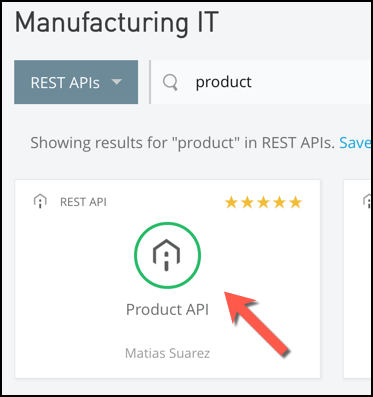 Manufacturing IT
REST APIs
product
Showing results for "product" in REST APIs. Save
REST API
Product API
Matias Suarez